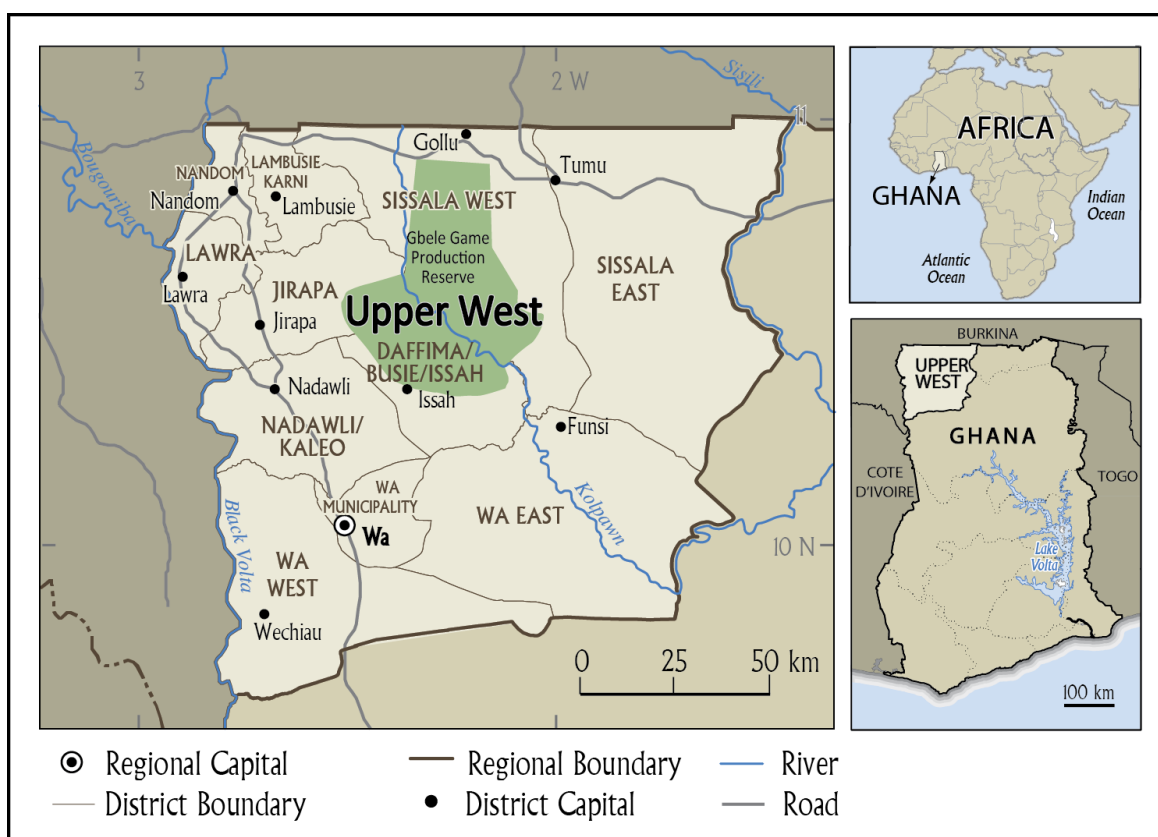 3
2 W
Sisili
11
Bougouriba
Gollu
Tumu
NANDOM
LAMBUSIE
KARNI
Nandom
Lambusie
SISSALA WEST
Gbele Game
Production
Reserve
LAWRA
Lawra
SISSALA
EAST
JIRAPA
Jirapa
Upper West
DAFFIMA/
BUSIE/ISSAH
Issah
Nadawli
NADAWLI/
KALEO
Funsi
WA
MUNICIPALITY
Wa
Kolpawn
WA EAST
Black Volta
10 N
WA
WEST
Wechiau
0 25 50 km
AFRICA
GHANA
Indian
Ocean
Atlantic
Ocean
BURKINA
UPPER
WEST
GHANA
COTE
D'IVOIRE
TOGO
Lake
Volta
100 km
Regional Capital
Regional Boundary
River
District Boundary
District Capital
Road